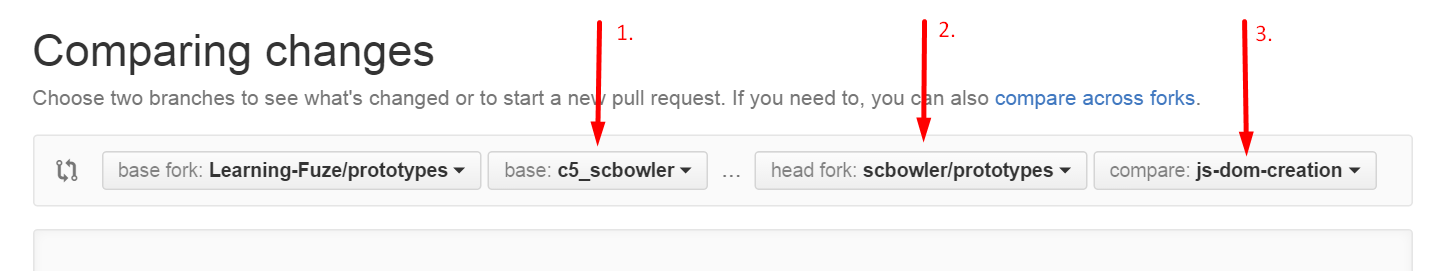 1. 2. 3.
Comparing changes
Choose two branches to see what's changed or to start a new pull request. If you need to, you can also compare across forks.
base fork: Learning-Fuze/prototypes base: c5_scbowler ... head fork: scbowler/prototypes compare: js-dom-creation